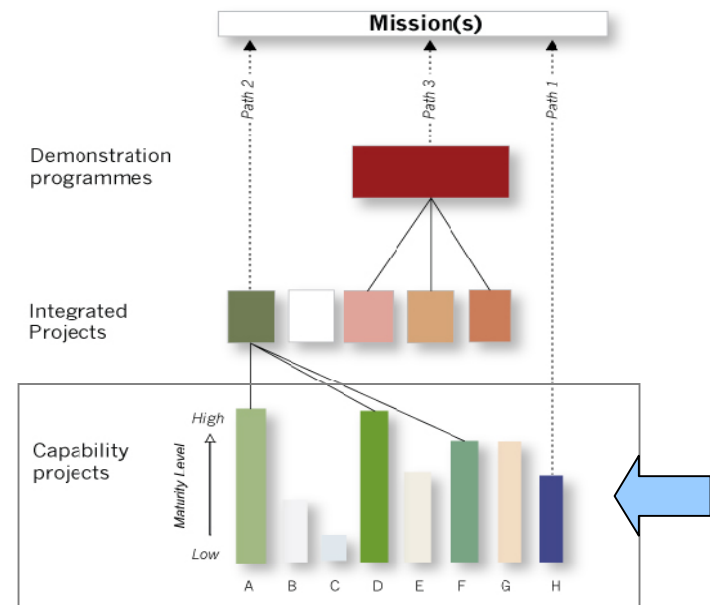 Mission(s)
Path 2
Path 3
Path 1
Demonstration
programmes
Integrated
Projects
Capability
projects
High
Maturity Level
Low
A B C D E F G H